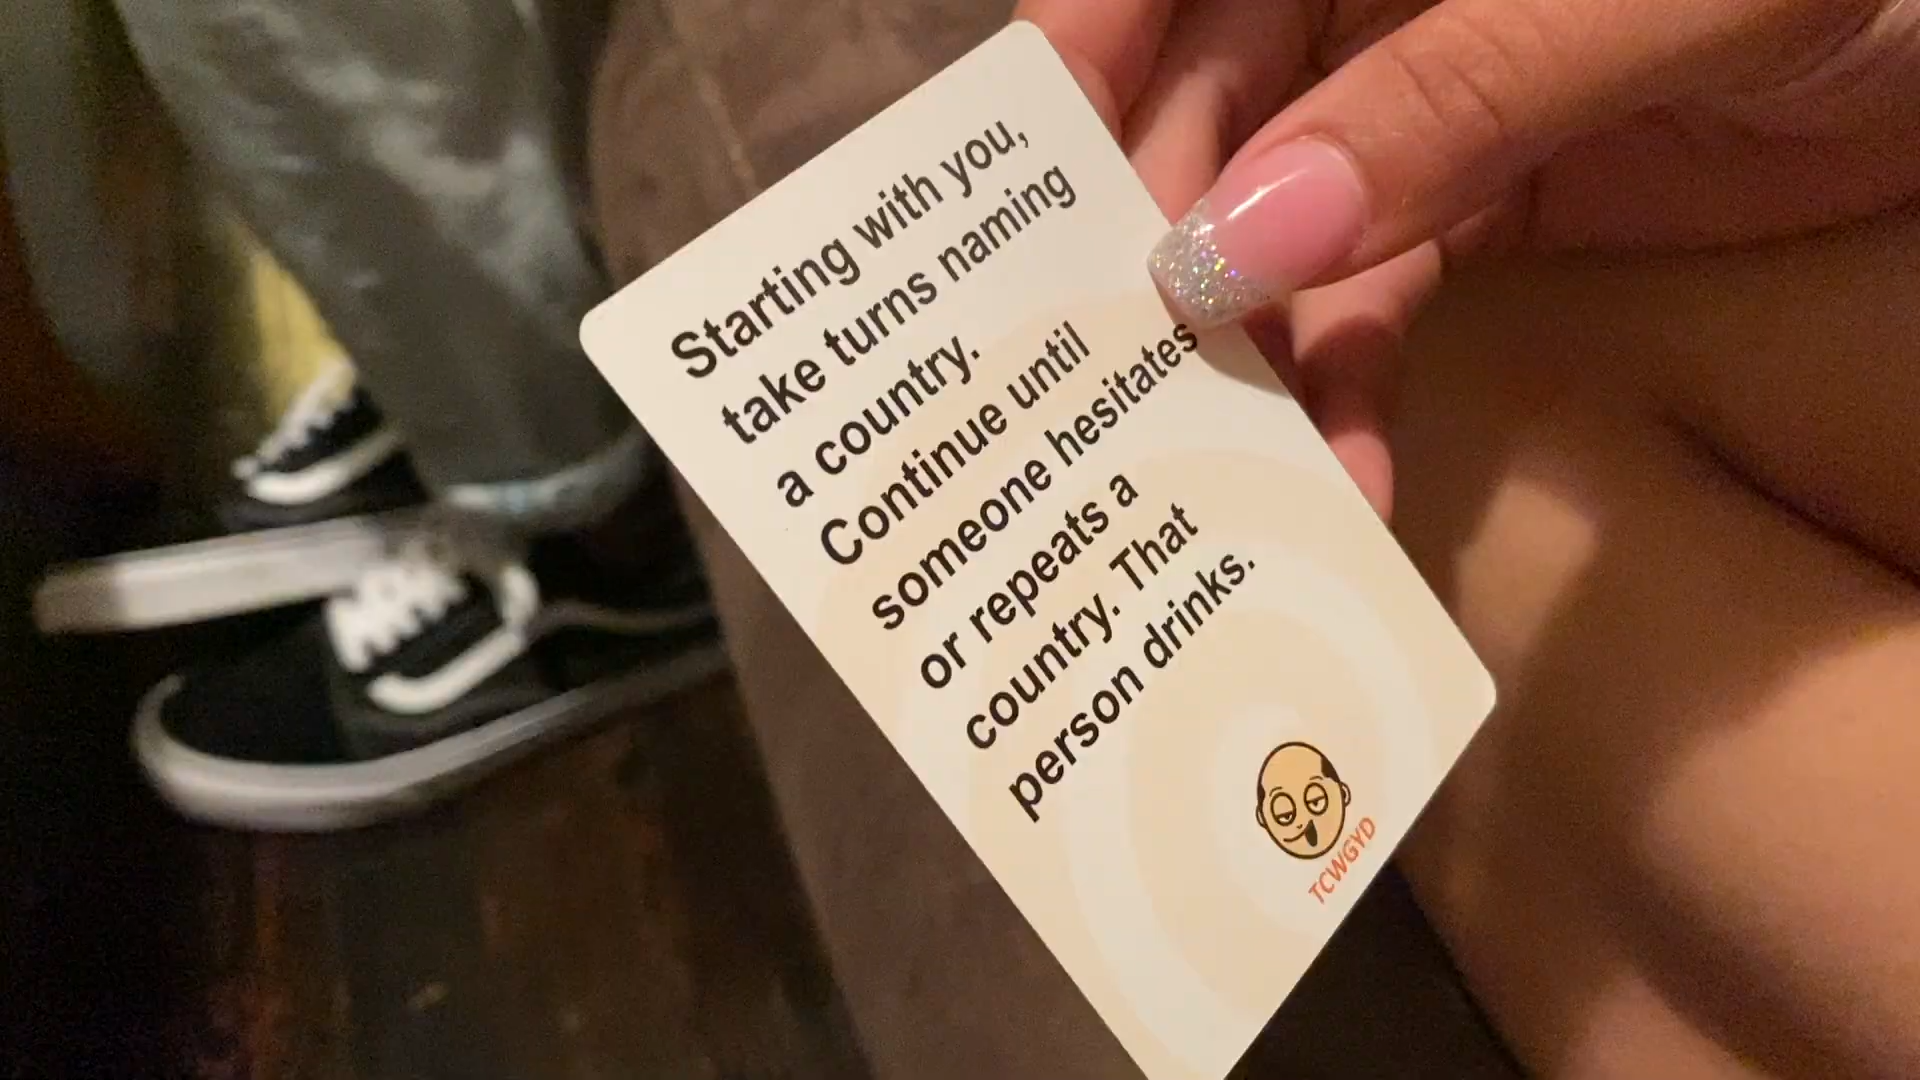 Starting with you,
take turns naming
a country.
Continue until
someone hesitates
or repeats a
country. That
person drinks.
TCWGYD